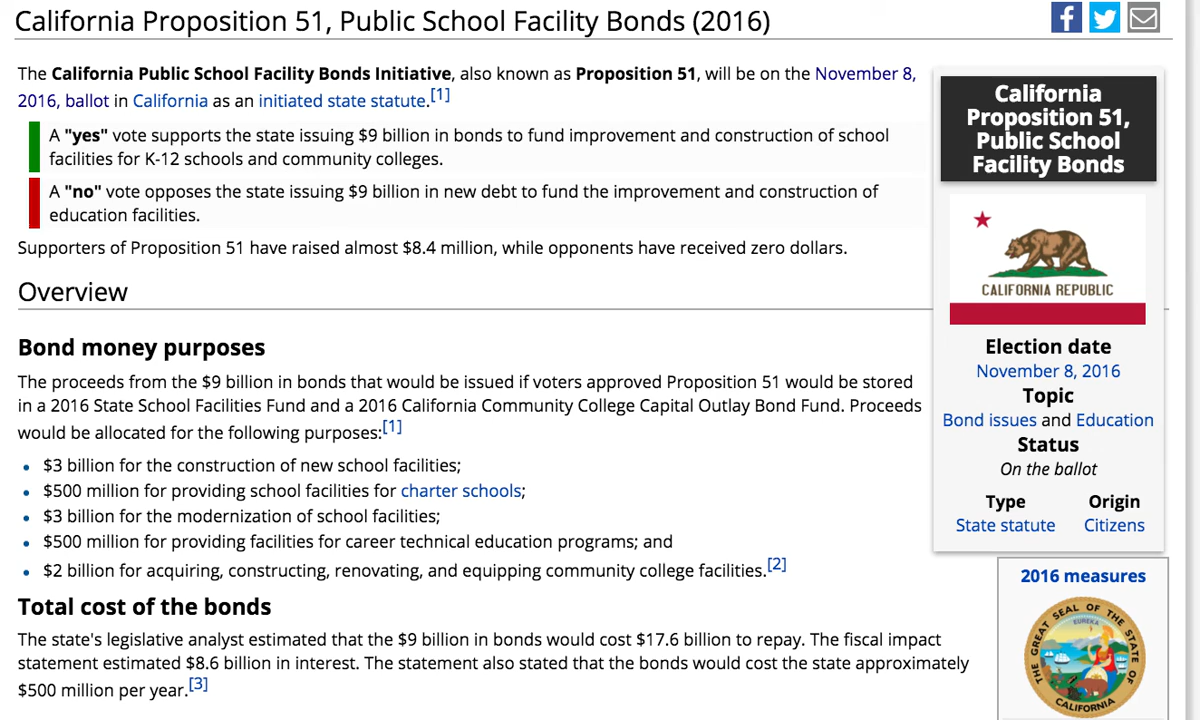 California Proposition 51, Public School Facility Bonds (2016)
The California Public School Facility Bonds Initiative, also known as Proposition 51, will be on the November 8,
2016, ballot in California as an initiated state statute.[1]
A "yes" vote supports the state issuing $9 billion in bonds to fund improvement and construction of school
facilities for K-12 schools and community colleges.
A "no" vote opposes the state issuing $9 billion in new debt to fund the improvement and construction of
education facilities.
Supporters of Proposition 51 have raised almost $8.4 million, while opponents have received zero dollars.
Overview
Bond money purposes
The proceeds from the $9 billion in bonds that would be issued if voters approved Proposition 51 would be stored
in a 2016 State School Facilities Fund and a 2016 California Community College Capital Outlay Bond Fund. Proceeds
would be allocated for the following purposes:[1]
• $3 billion for the construction of new school facilities;
• $500 million for providing school facilities for charter schools;
• $3 billion for the modernization of school facilities;
• $500 million for providing facilities for career technical education programs; and
• $2 billion for acquiring, constructing, renovating, and equipping community college facilities.[2]
Total cost of the bonds
The state's legislative analyst estimated that the $9 billion in bonds would cost $17.6 billion to repay. The fiscal impact
statement estimated $8.6 billion in interest. The statement also stated that the bonds would cost the state approximately
$500 million per year.[3]
California
Proposition 51,
Public School
Facility Bonds
CALIFORNIA REPUBLIC
Election date
November 8, 2016
Topic
Bond issues and Education
Status
On the ballot
Type Origin
State statute Citizens
2016 measures
THE GREAT SEAL OF THE STATE OF CALIFORNIA
EUREKA